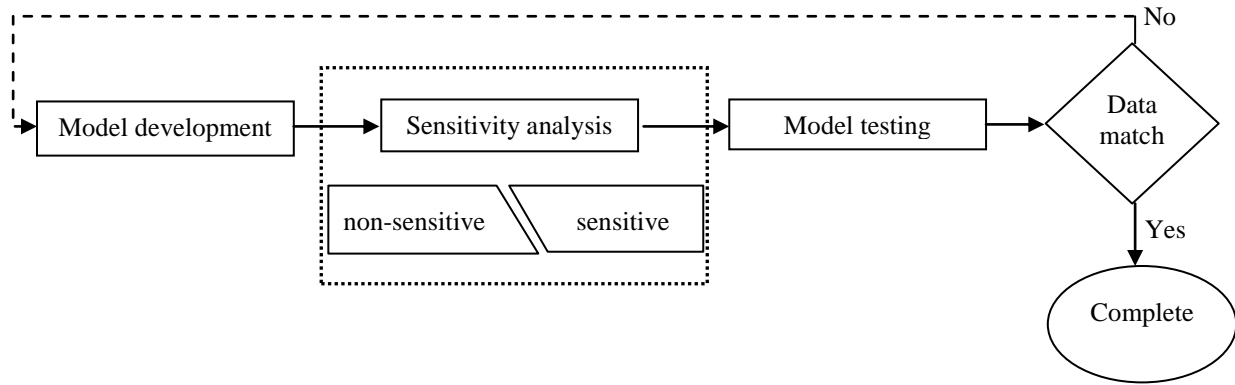 No
Model development
Sensitivity analysis
Model testing
Data
match
non-sensitive
sensitive
Yes
Complete